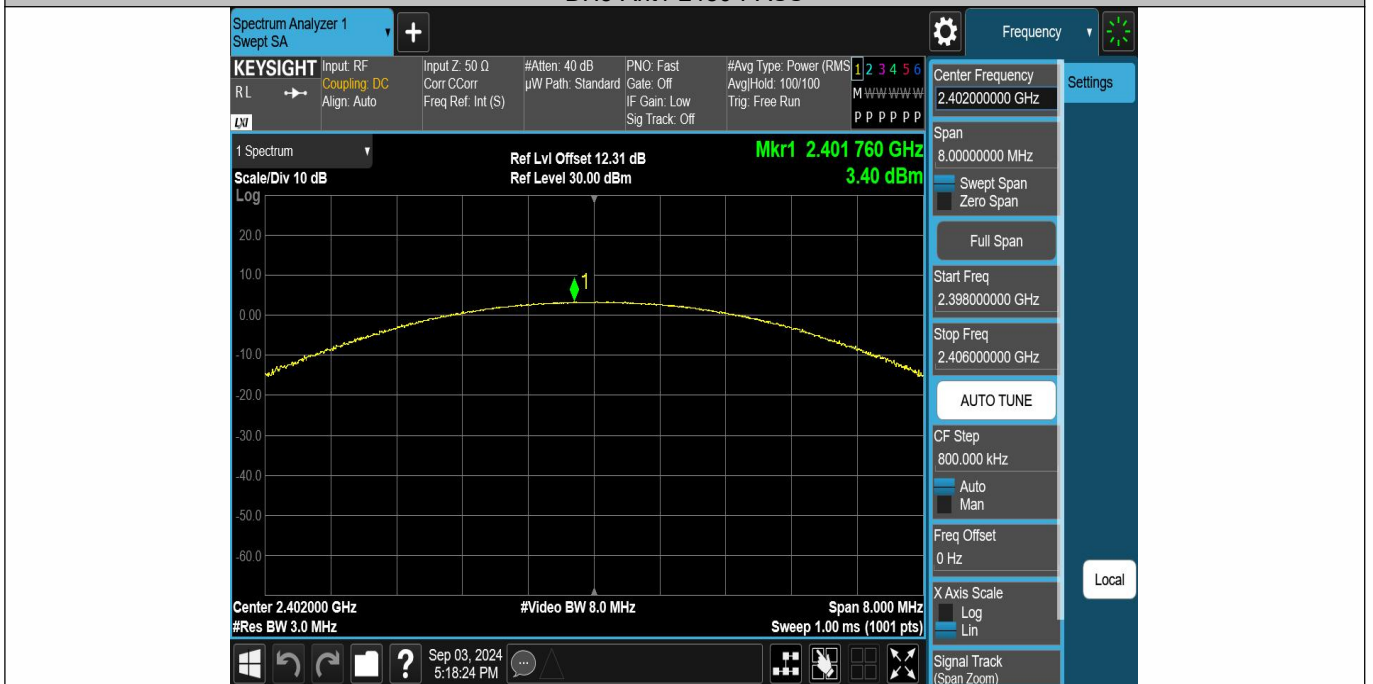 Spectrum Analyzer 1
Swept SA
+
Frequency
KEYSIGHT
RL
LXI
Input: RF
Coupling: DC
Align: Auto
Input Z: 50 Ω
Corr CCorr
Freq Ref: Int (S)
#Atten: 40 dB
µW Path: Standard
PNO: Fast
Gate: Off
IF Gain: Low
Sig Track: Off
#Avg Type: Power (RMS
Avg|Hold: 100/100
Trig: Free Run
1 2 3 4 5 6
M W W W W W
P P P P P P
Center Frequency
2.402000000 GHz
Settings
1 Spectrum
Scale/Div 10 dB
Ref Lvl Offset 12.31 dB
Ref Level 30.00 dBm
Mkr1 2.401 760 GHz
3.40 dBm
Span
8.00000000 MHz
Swept Span
Zero Span
Full Span
Start Freq
2.398000000 GHz
Stop Freq
2.406000000 GHz
AUTO TUNE
CF Step
800.000 kHz
Auto
Man
Freq Offset
0 Hz
X Axis Scale
Log
Lin
Signal Track
(Span Zoom)
Local
Log
20.0
10.0
0.00
-10.0
-20.0
-30.0
-40.0
-50.0
-60.0
1
Center 2.402000 GHz
#Res BW 3.0 MHz
#Video BW 8.0 MHz
Span 8.000 MHz
Sweep 1.00 ms (1001 pts)
?
Sep 03, 2024
5:18:24 PM